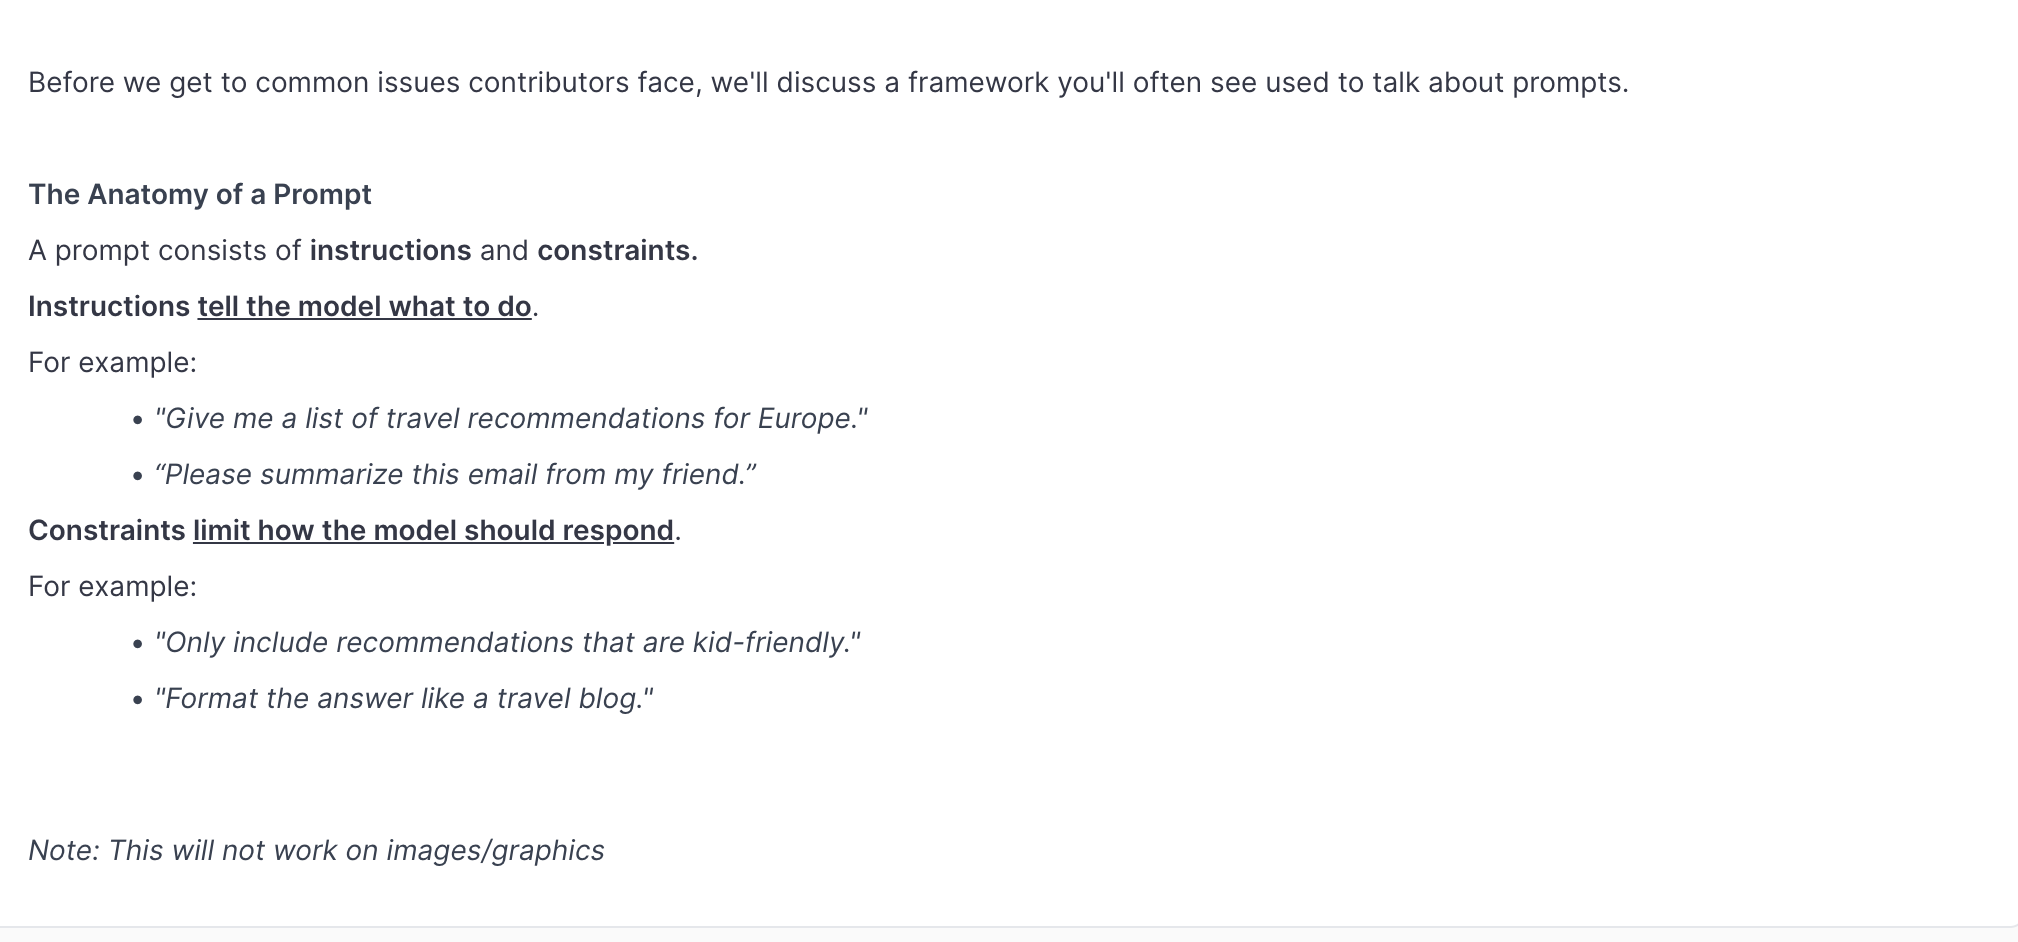 Before we get to common issues contributors face, we'll discuss a framework you'll often see used to talk about prompts.
The Anatomy of a Prompt
A prompt consists of instructions and constraints.
Instructions tell the model what to do.
For example:
• "Give me a list of travel recommendations for Europe."
• “Please summarize this email from my friend.”
Constraints limit how the model should respond.
For example:
• "Only include recommendations that are kid-friendly."
• "Format the answer like a travel blog."
Note: This will not work on images/graphics